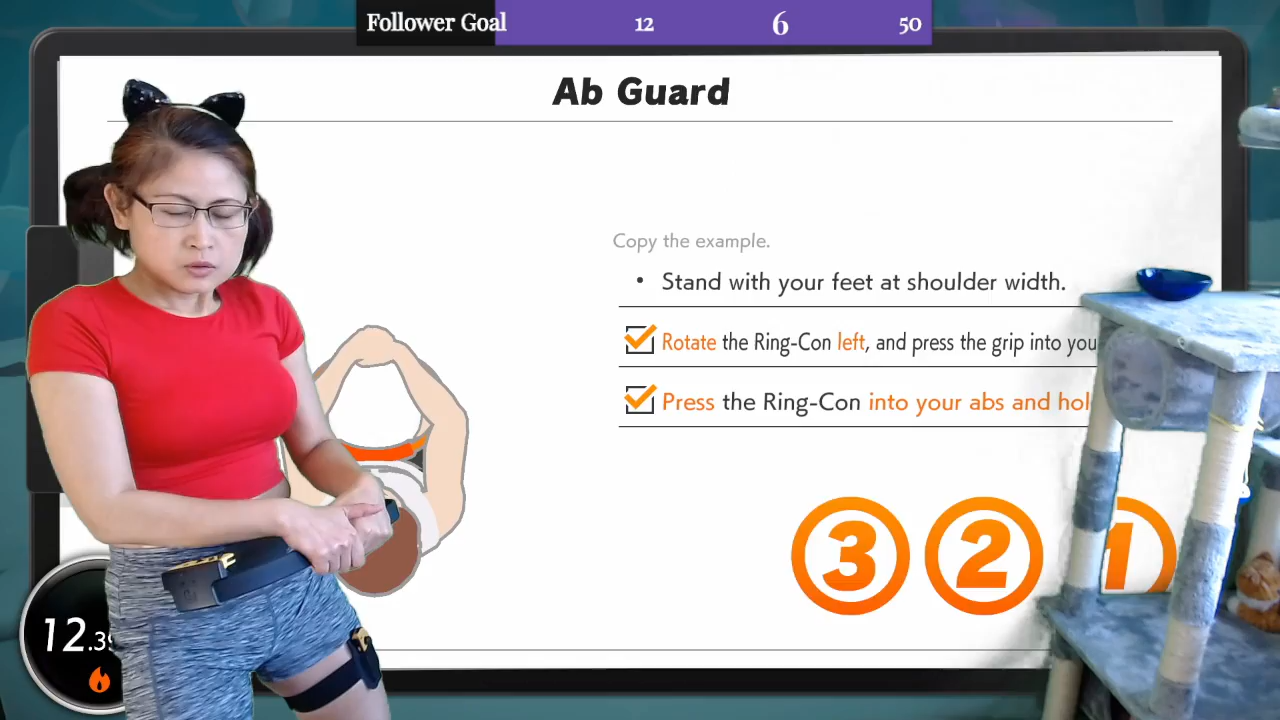 Follower Goal 12 6 50
Ab Guard
Copy the example.
• Stand with your feet at shoulder width.
Rotate the Ring-Con left, and press the grip into you
Press the Ring-Con into your abs and hol
3 2 1
12.39